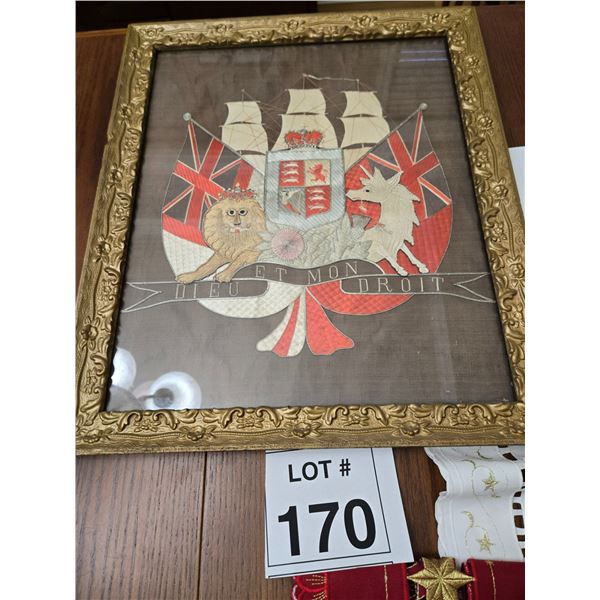 DIEU ET MON DROIT
LOT #
170